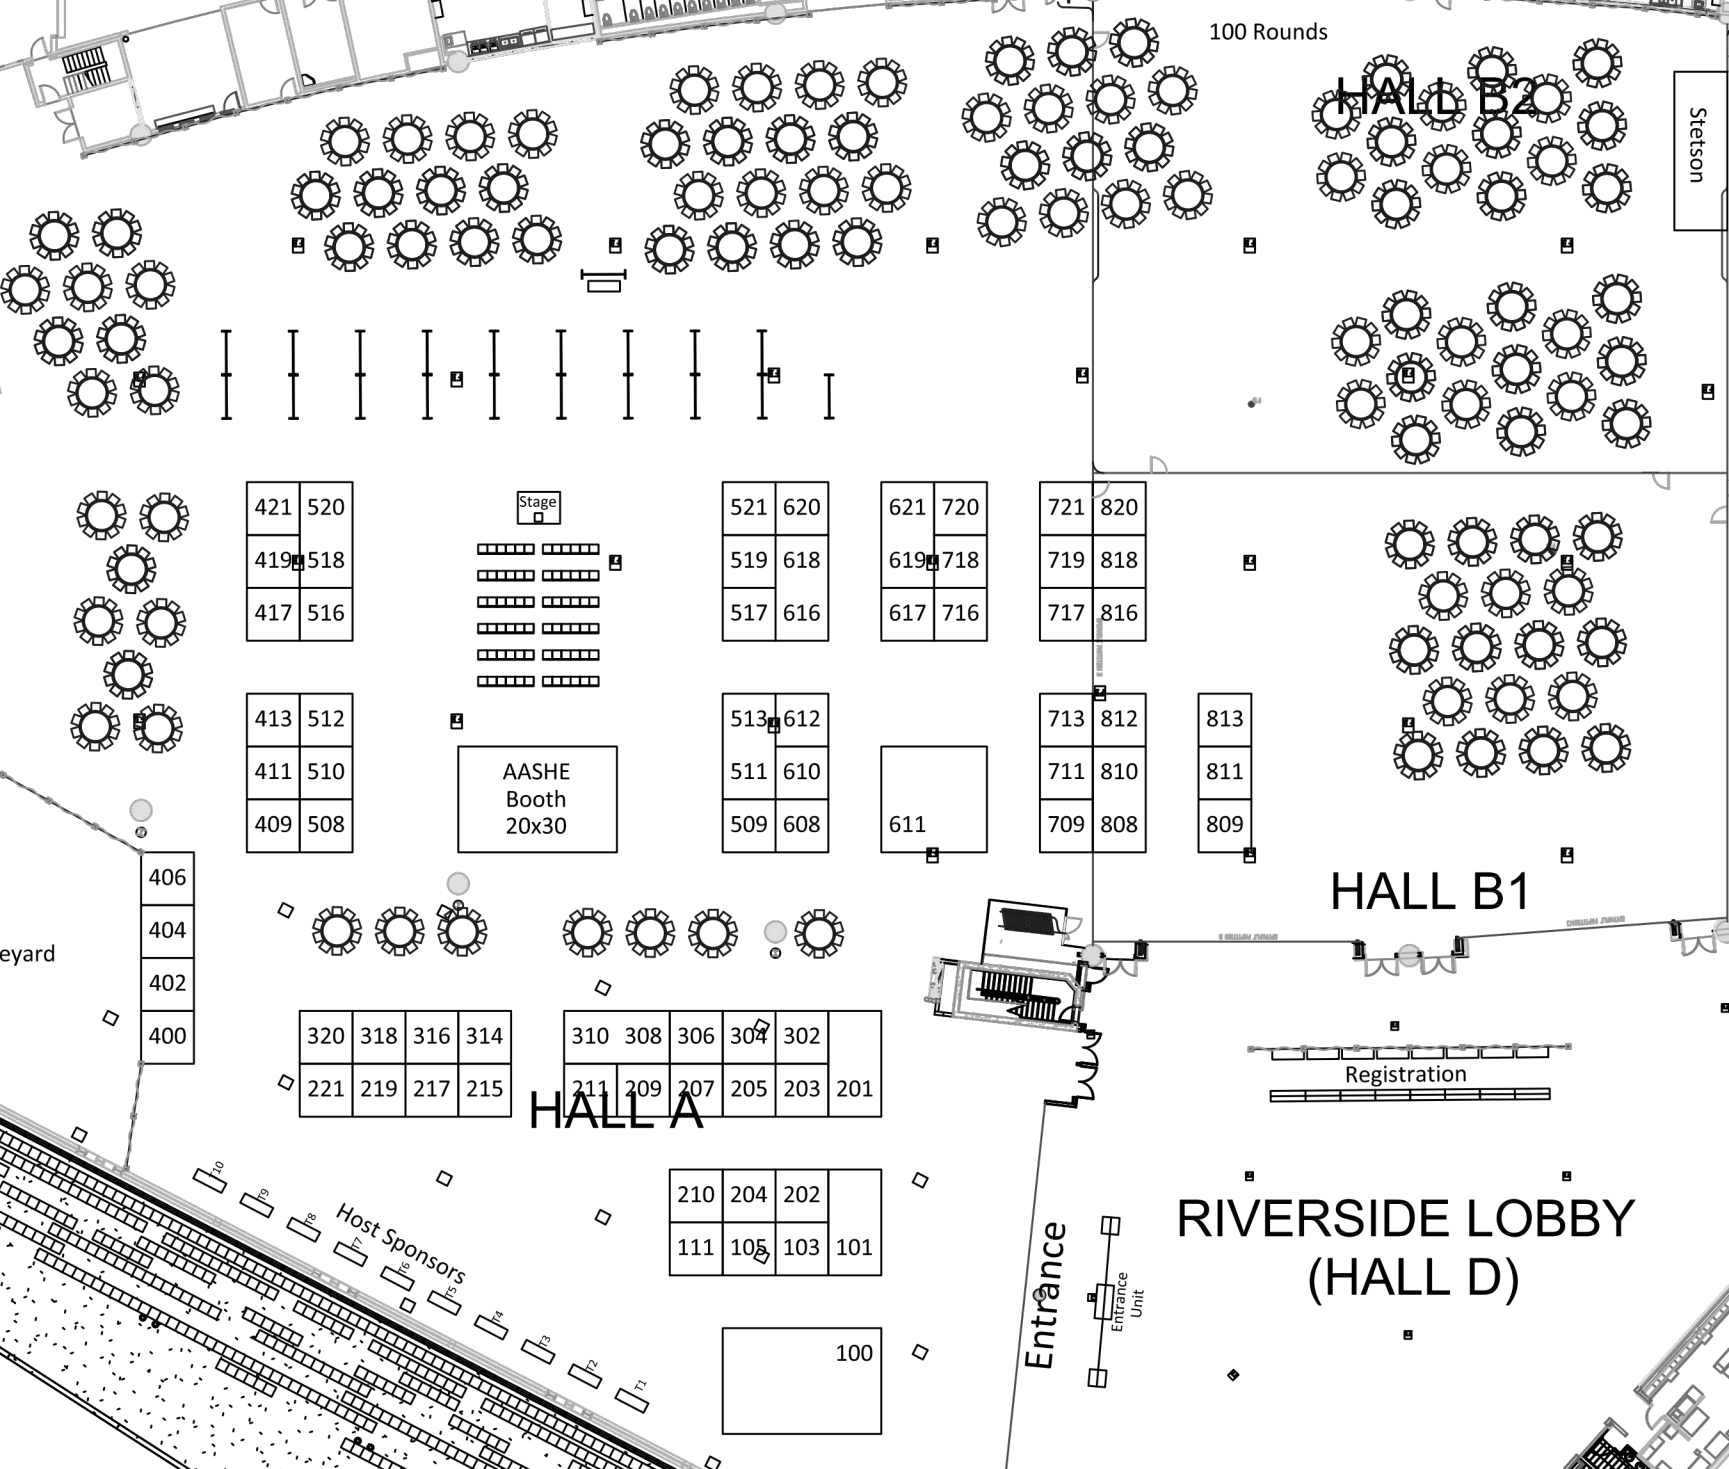 100 Rounds
HALL B2
Stetson
421 520
Stage
521 620
621 720
721 820
419 518
519 618
619 718
719 818
417 516
517 616
617 716
717 816
413 512
513 612
713 812
813
411 510
AASHE
Booth
20x30
511 610
711 810
811
409 508
509 608
611
709 808
809
406
HALL B1
404
eyard
402
400
320 318 316 314
310 308 306 304 302
221 219 217 215
211 209 207 205 203 201
HALL A
Registration
210 204 202
111 105 103 101
T10
T9
T8
T7
T6
T5
T4
T3
T2
T1
Host Sponsors
Entrance
Entrance
Unit
RIVERSIDE LOBBY
(HALL D)
100